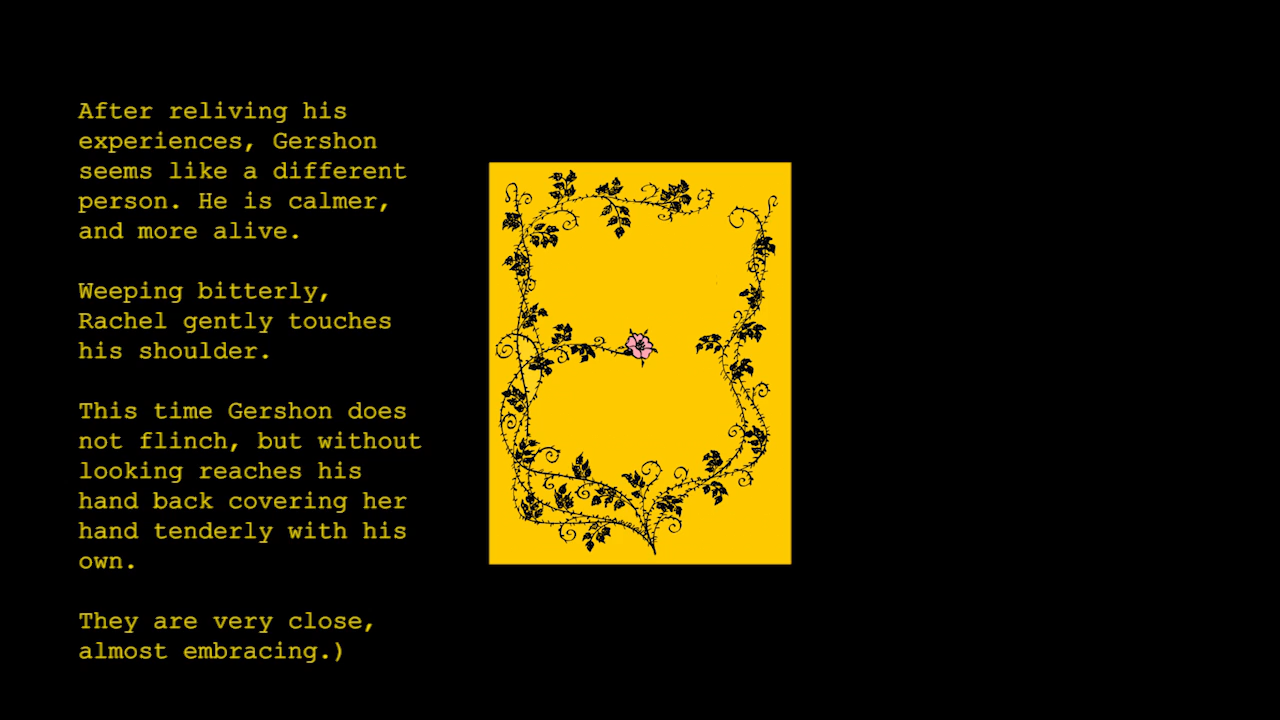 After reliving his
experiences, Gershon
seems like a different
person. He is calmer,
and more alive.
Weeping bitterly,
Rachel gently touches
his shoulder.
This time Gershon does
not flinch, but without
looking reaches his
hand back covering her
hand tenderly with his
own.
They are very close,
almost embracing.)